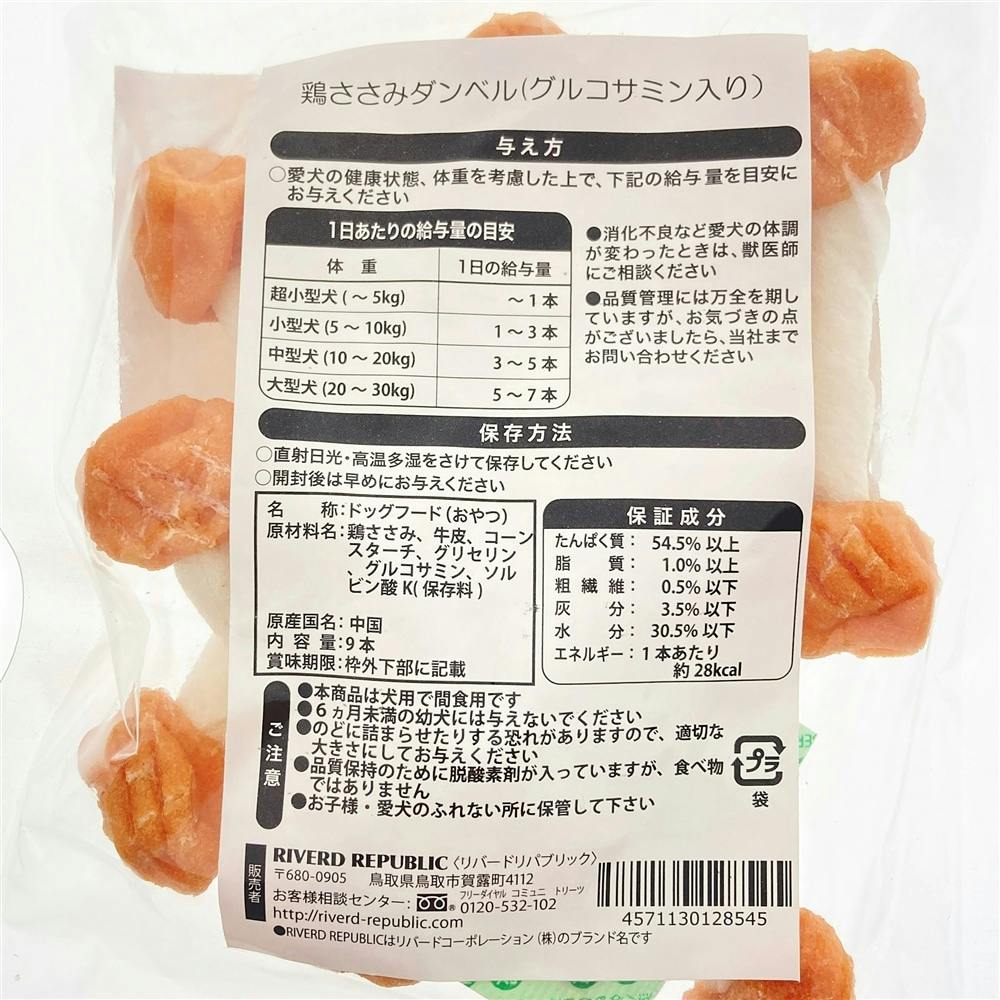 鶏ささみダンベル(グルコサミン入り)
与え方
○愛犬の健康状態、体重を考慮した上で、下記の給与量を目安に
お与えください
1日あたりの給与量の目安
体 重 1日の給与量
超小型犬(～5kg) ～1本
小型犬(5～10kg) 1～3本
中型犬(10～20kg) 3～5本
大型犬(20～30kg) 5～7本
●消化不良など愛犬の体調
が変わったときは、獣医師
にご相談ください
●品質管理には万全を期し
ていますが、お気づきの点
がございましたら、当社まで
お問い合わせください
保存方法
○直射日光・高温多湿をさけて保存してください
○開封後は早めにお与えください
名 称:ドッグフード(おやつ)
原材料名:鶏ささみ、牛皮、コーン
スターチ、グリセリン
、グルコサミン、ソル
ビン酸K(保存料)
原産国名:中国
内 容 量:9本
賞味期限:枠外下部に記載
保証成分
たんぱく質: 54.5%以上
脂 質: 1.0%以上
粗 繊 維: 0.5%以下
灰 分: 3.5%以下
水 分: 30.5%以下
エネルギー:1本あたり
約28kcal
ご注意
●本商品は犬用で間食用です
●6ヵ月未満の幼犬には与えないでください
●のどに詰まらせたりする恐れがありますので、適切な
大きさにしてお与えください
●品質保持のために脱酸素剤が入っていますが、食べ物
ではありません
●お子様・愛犬のふれない所に保管して下さい
プラ
袋
販売者
RIVERD REPUBLIC〈リバードリパブリック〉
〒680-0905 鳥取県鳥取市賀露町4112
フリーダイヤル コミュニ トリーツ
お客様相談センター: 0120-532-102
http://riverd-republic.com
●RIVERD REPUBLICはリバードコーポレーション(株)のブランド名です
4571130128545